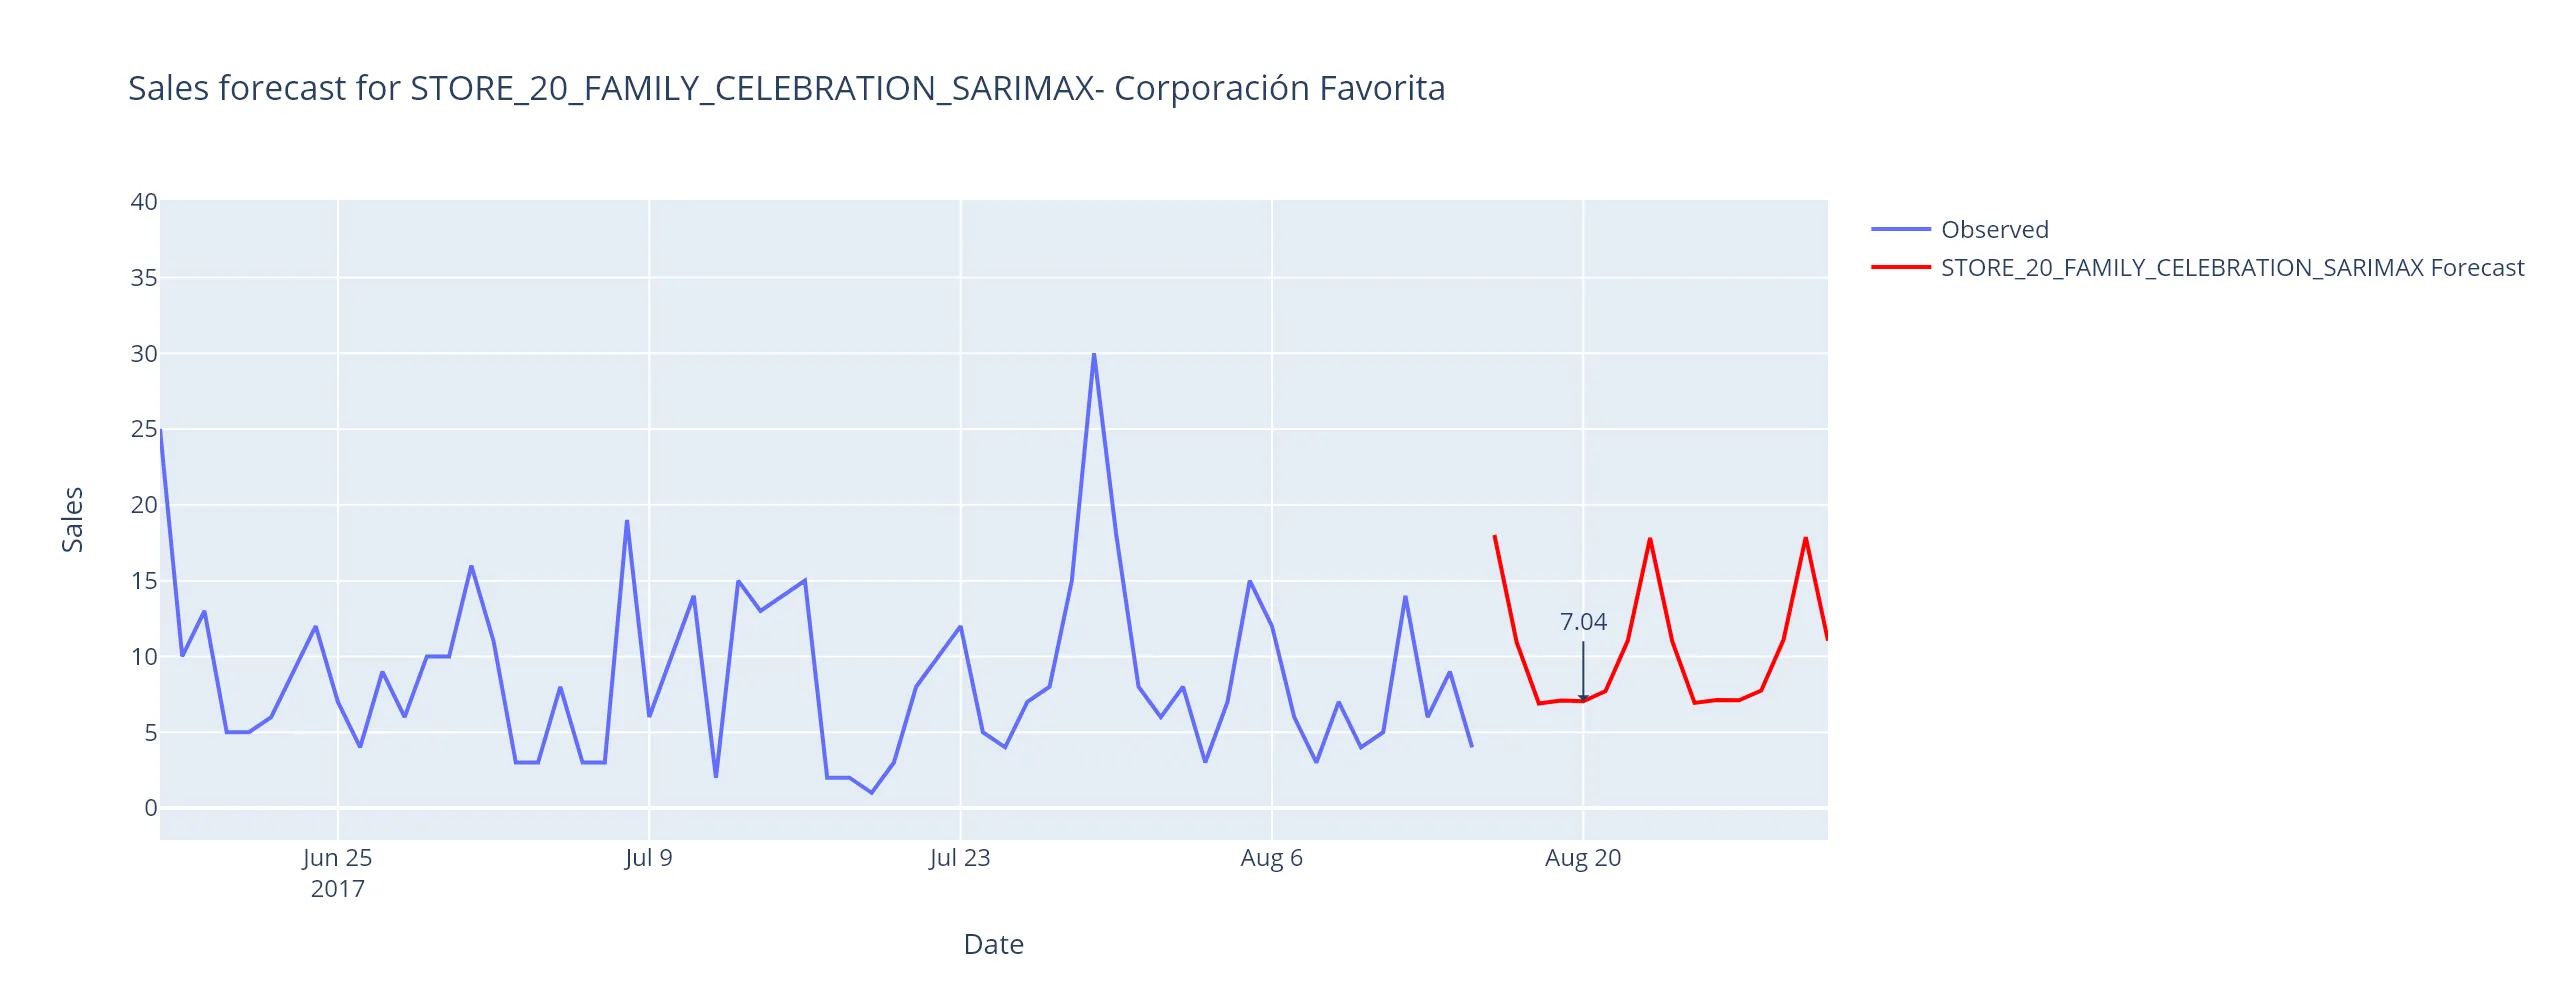 Sales forecast for STORE_20_FAMILY_CELEBRATION_SARIMAX- Corporación Favorita
Observed
STORE_20_FAMILY_CELEBRATION_SARIMAX Forecast
40
35
30
25
20
15
10
5
0
Sales
7.04
Jun 25
2017
Jul 9
Jul 23
Aug 6
Aug 20
Date